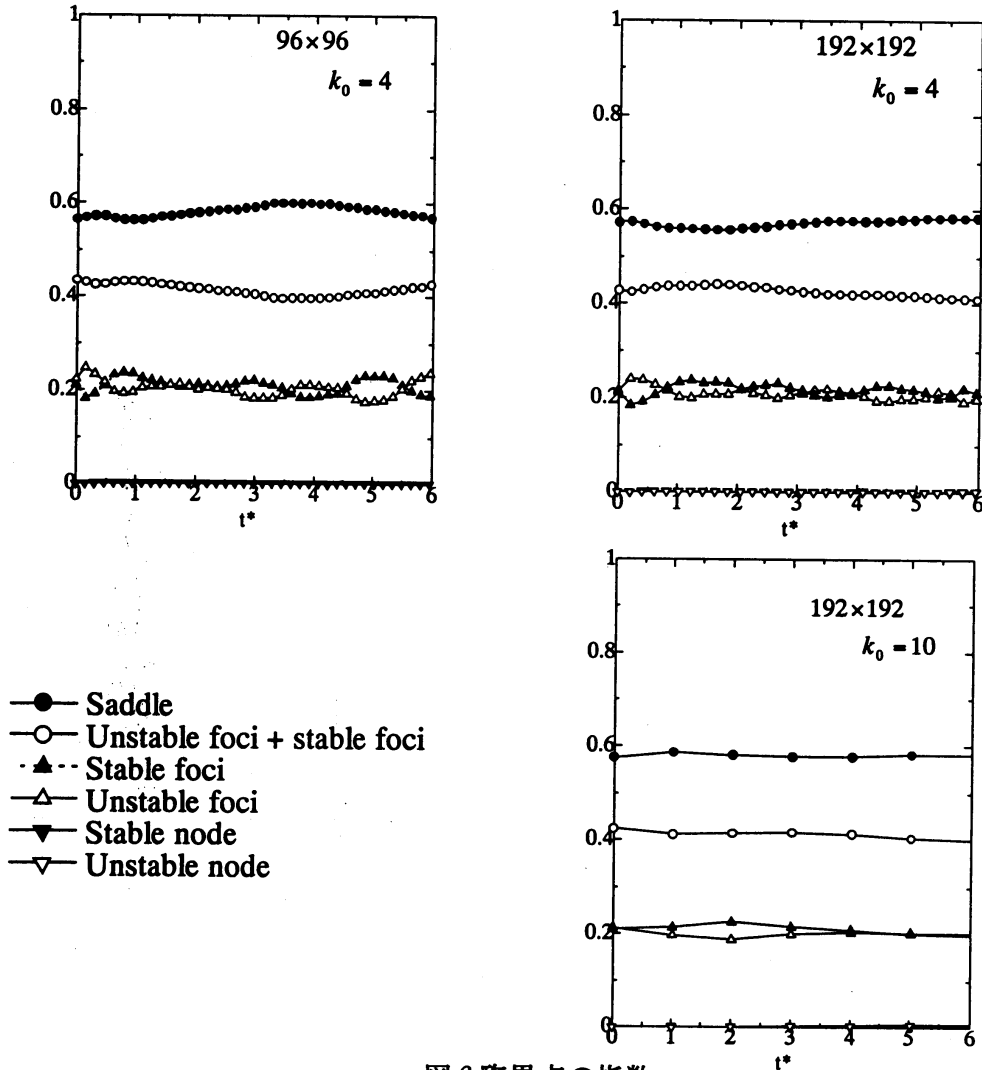 1
96×96
k₀ = 4
0.8
0.6
0.4
0.2
0
0 1 2 3 4 5 6
t*
1
192×192
k₀ = 4
0.8
0.6
0.4
0.2
0
0 1 2 3 4 5 6
t*
1
192×192
k₀ = 10
0.8
0.6
0.4
0.2
0
0 1 2 3 4 5 6
t*
Saddle
Unstable foci + stable foci
Stable foci
Unstable foci
Stable node
Unstable node